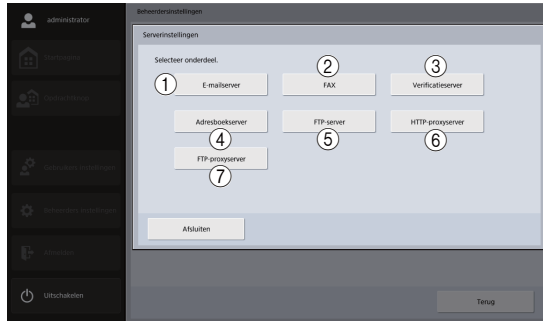 administrator
Beheerdersinstellingen
Serverinstellingen
Selecteer onderdeel.
1 E-mailserver
2 FAX
3 Verificatieserver
Adresboekserver 4
FTP-server 5
HTTP-proxyserver 6
FTP-proxyserver 7
Afsluiten
Uitschakelen
Terug